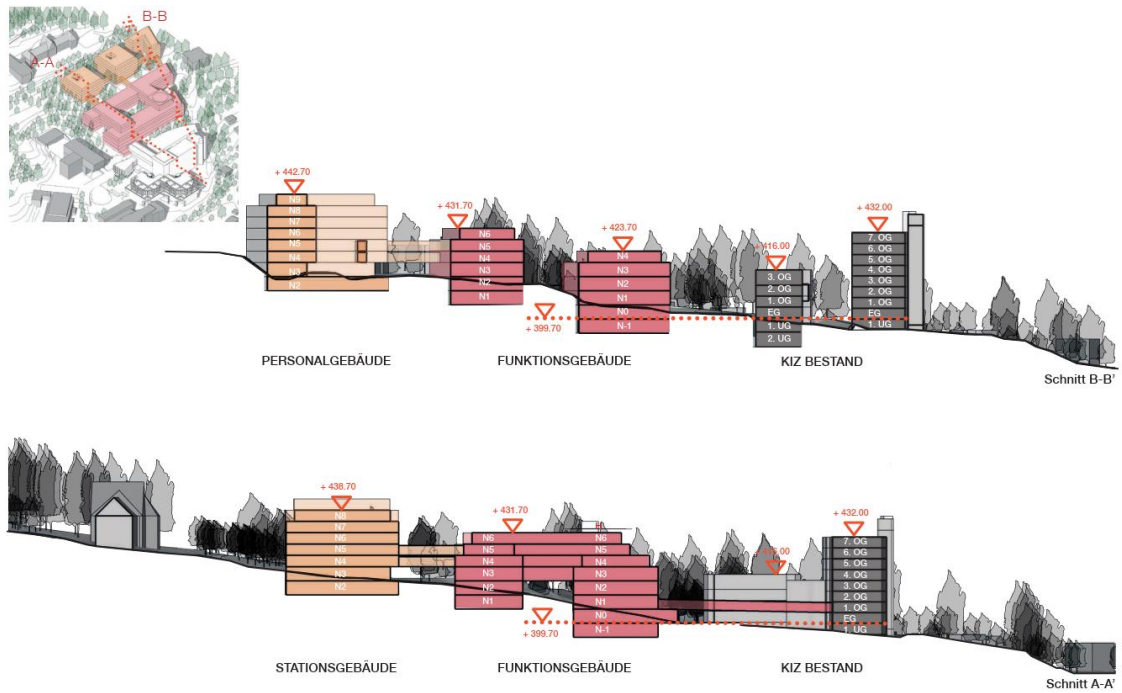 B-B
A-A
+ 442.70
N9
N8
N7
N6
N5
N4
N3
N2
+ 431.70
N6
N5
N4
N3
N2
N1
+ 423.70
N4
N3
N2
N1
N0
N-1
+ 399.70
+416.00
3. OG
2. OG
1. OG
EG
1. UG
2. UG
+ 432.00
7. OG
6. OG
5. OG
4. OG
3. OG
2. OG
1. OG
EG
1. UG
PERSONALGEBÄUDE
FUNKTIONSGEBÄUDE
KIZ BESTAND
Schnitt B-B'
+ 438.70
N8
N7
N6
N5
N4
N3
N2
+ 431.70
N6
N5
N4
N3
N2
N1
N6
N5
N4
N3
N2
N1
N0
N-1
+ 399.70
+ 432.00
7. OG
6. OG
5. OG
4. OG
3. OG
2. OG
1. OG
EG
1. UG
STATIONSGEBÄUDE
FUNKTIONSGEBÄUDE
KIZ BESTAND
Schnitt A-A'